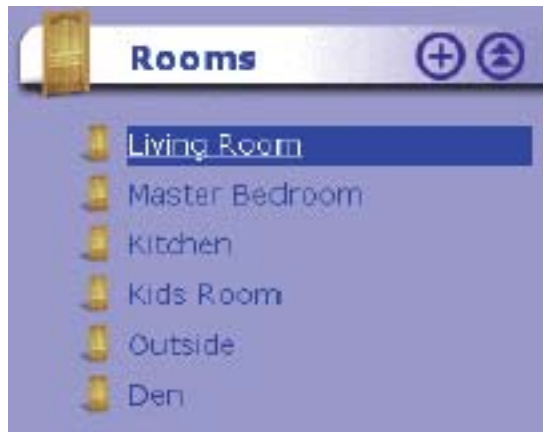 Rooms
Living Room
Master Bedroom
Kitchen
Kids Room
Outside
Den